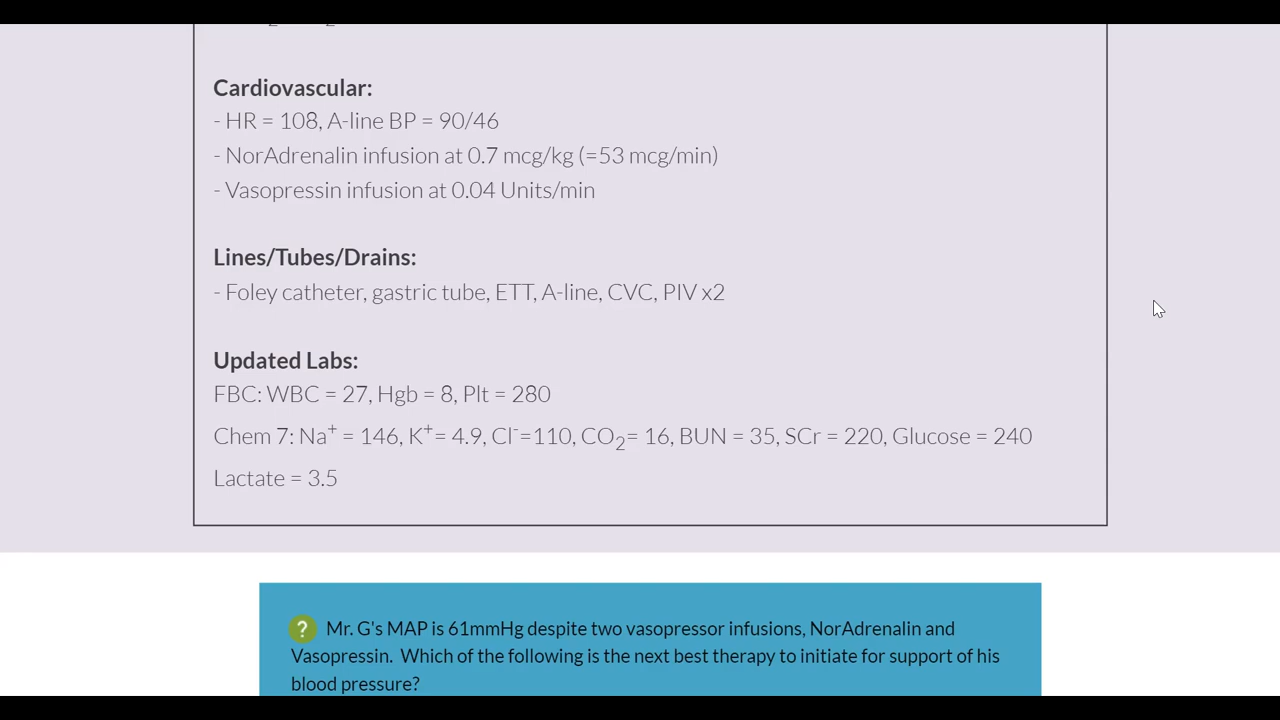 Cardiovascular:
- HR = 108, A-line BP = 90/46
- NorAdrenalin infusion at 0.7 mcg/kg (=53 mcg/min)
- Vasopressin infusion at 0.04 Units/min
Lines/Tubes/Drains:
- Foley catheter, gastric tube, ETT, A-line, CVC, PIV x2
Updated Labs:
FBC: WBC = 27, Hgb = 8, Plt = 280
Chem 7: Na⁺ = 146, K⁺= 4.9, Cl⁻=110, CO₂= 16, BUN = 35, SCr = 220, Glucose = 240
Lactate = 3.5
? Mr. G's MAP is 61mmHg despite two vasopressor infusions, NorAdrenalin and
Vasopressin.  Which of the following is the next best therapy to initiate for support of his
blood pressure?